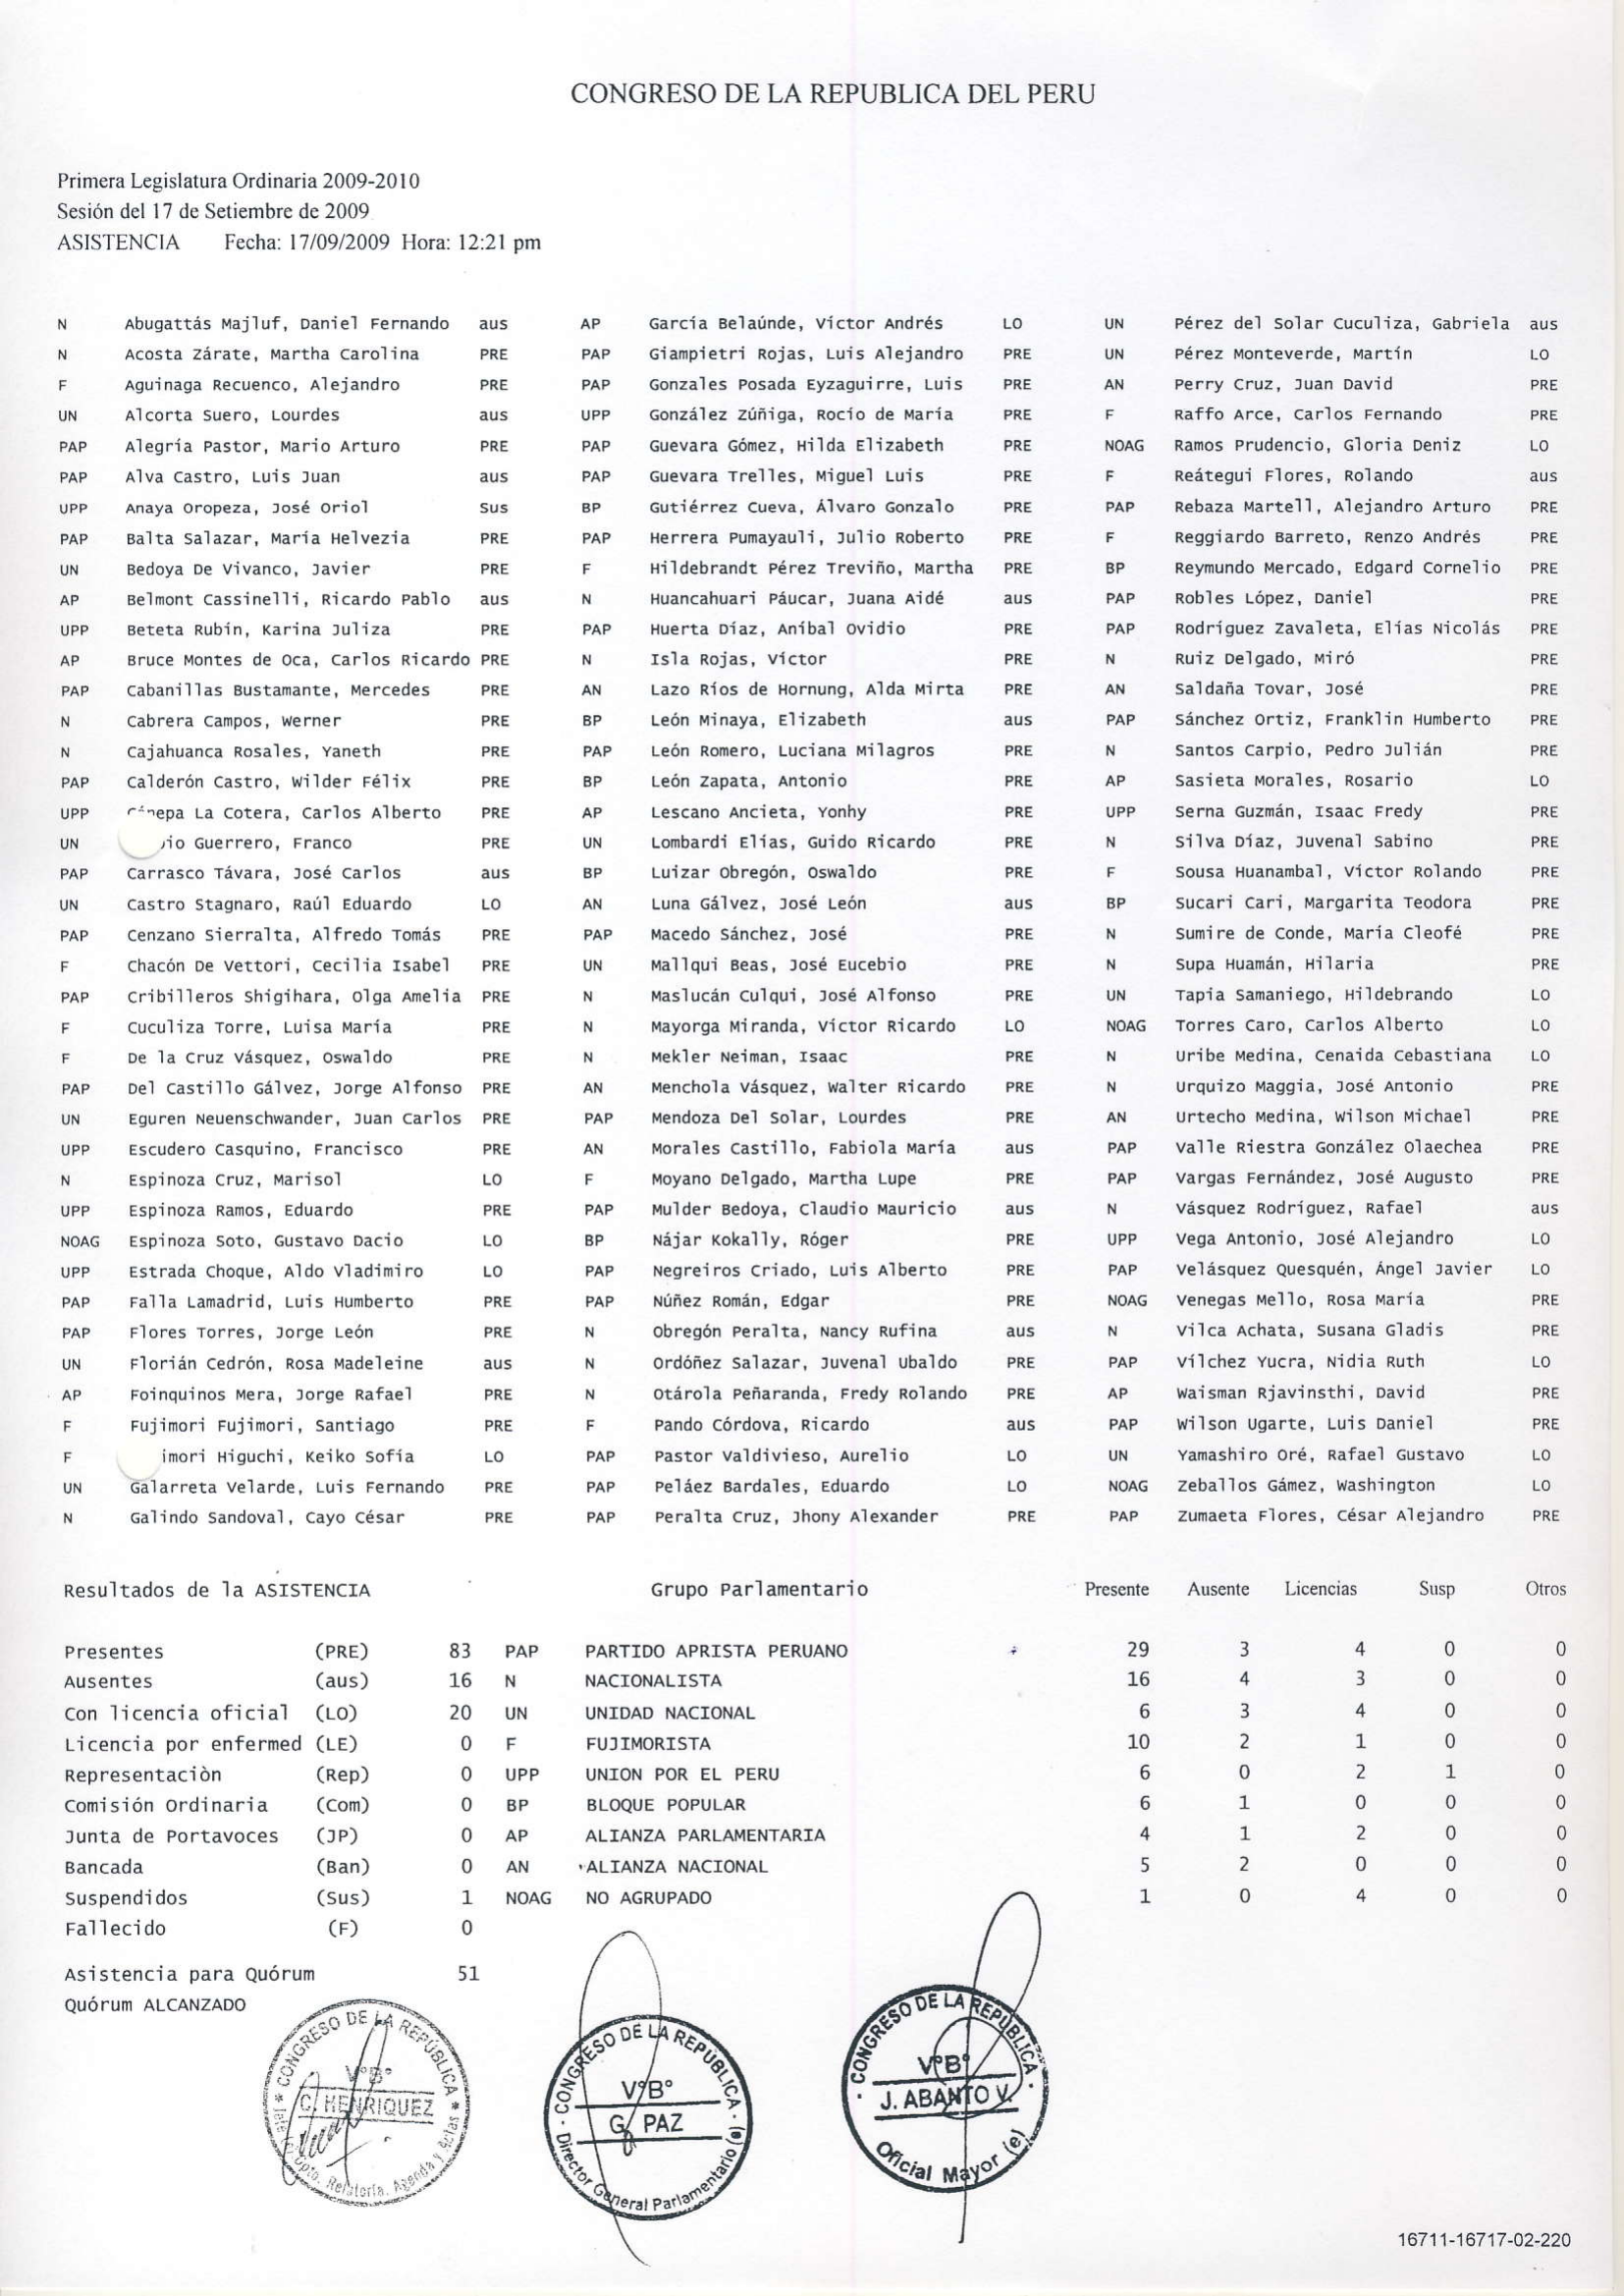 CONGRESO DE LA REPUBLICA DEL PERU
Primera Legislatura Ordinaria 2009-2010
Sesión del 17 de Setiembre de 2009
ASISTENCIA Fecha: 17/09/2009 Hora: 12:21 pm
N Abugattás Majluf, Daniel Fernando aus AP García Belaúnde, Víctor Andrés LO UN Pérez del Solar Cuculiza, Gabriela aus
N Acosta Zárate, Martha Carolina PRE PAP Giampietri Rojas, Luis Alejandro PRE UN Pérez Monteverde, Martín LO
F Aguinaga Recuenco, Alejandro PRE PAP Gonzales Posada Eyzaguirre, Luis PRE AN Perry Cruz, Juan David PRE
UN Alcorta Suero, Lourdes aus UPP González Zúñiga, Rocío de María PRE F Raffo Arce, Carlos Fernando PRE
PAP Alegría Pastor, Mario Arturo PRE PAP Guevara Gómez, Hilda Elizabeth PRE NOAG Ramos Prudencio, Gloria Deniz LO
PAP Alva Castro, Luis Juan aus PAP Guevara Trelles, Miguel Luis PRE F Reátegui Flores, Rolando aus
UPP Anaya Oropeza, José Oriol Sus BP Gutiérrez Cueva, Álvaro Gonzalo PRE PAP Rebaza Martell, Alejandro Arturo PRE
PAP Balta Salazar, María Helvezia PRE PAP Herrera Pumayauli, Julio Roberto PRE F Reggiardo Barreto, Renzo Andrés PRE
UN Bedoya De Vivanco, Javier PRE F Hildebrandt Pérez Treviño, Martha PRE BP Reymundo Mercado, Edgard Cornelio PRE
AP Belmont Cassinelli, Ricardo Pablo aus N Huancahuari Páucar, Juana Aidé aus PAP Robles López, Daniel PRE
UPP Beteta Rubín, Karina Juliza PRE PAP Huerta Díaz, Aníbal Ovidio PRE PAP Rodríguez Zavaleta, Elías Nicolás PRE
AP Bruce Montes de Oca, Carlos Ricardo PRE N Isla Rojas, Víctor PRE N Ruiz Delgado, Miró PRE
PAP Cabanillas Bustamante, Mercedes PRE AN Lazo Ríos de Hornung, Alda Mirta PRE AN Saldaña Tovar, José PRE
N Cabrera Campos, Werner PRE BP León Minaya, Elizabeth aus PAP Sánchez Ortiz, Franklin Humberto PRE
N Cajahuanca Rosales, Yaneth PRE PAP León Romero, Luciana Milagros PRE N Santos Carpio, Pedro Julián PRE
PAP Calderón Castro, Wilder Félix PRE BP León Zapata, Antonio PRE AP Sasieta Morales, Rosario LO
UPP La Cotera, Carlos Alberto PRE AP Lescano Ancieta, Yonhy PRE UPP Serna Guzmán, Isaac Fredy PRE
UN Guerrero, Franco PRE UN Lombardi Elías, Guido Ricardo PRE N Silva Díaz, Juvenal Sabino PRE
PAP Carrasco Távara, José Carlos aus BP Luizar Obregón, Oswaldo PRE F Sousa Huanambal, Víctor Rolando PRE
UN Castro Stagnaro, Raúl Eduardo LO AN Luna Gálvez, José León aus BP Sucari Cari, Margarita Teodora PRE
PAP Cenzano Sierralta, Alfredo Tomás PRE PAP Macedo Sánchez, José PRE N Sumire de Conde, María Cleofé PRE
F Chacón De Vettori, Cecilia Isabel PRE UN Mallqui Beas, José Eucebio PRE N Supa Huamán, Hilaria PRE
PAP Cribilleros Shigihara, Olga Amelia PRE N Maslucán Culqui, José Alfonso PRE UN Tapia Samaniego, Hildebrando LO
F Cuculiza Torre, Luisa María PRE N Mayorga Miranda, Víctor Ricardo LO NOAG Torres Caro, Carlos Alberto LO
F De la Cruz Vásquez, Oswaldo PRE N Mekler Neiman, Isaac PRE N Uribe Medina, Cenaida Cebastiana LO
PAP Del Castillo Gálvez, Jorge Alfonso PRE AN Menchola Vásquez, Walter Ricardo PRE N Urquizo Maggia, José Antonio PRE
UN Eguren Neuenschwander, Juan Carlos PRE PAP Mendoza Del Solar, Lourdes PRE AN Urtecho Medina, Wilson Michael PRE
UPP Escudero Casquino, Francisco PRE AN Morales Castillo, Fabiola María aus PAP Valle Riestra González Olaechea PRE
N Espinoza Cruz, Marisol LO F Moyano Delgado, Martha Lupe PRE PAP Vargas Fernández, José Augusto PRE
UPP Espinoza Ramos, Eduardo PRE PAP Mulder Bedoya, Claudio Mauricio aus N Vásquez Rodríguez, Rafael aus
NOAG Espinoza Soto, Gustavo Dacio LO BP Nájar Kokally, Róger PRE UPP Vega Antonio, José Alejandro LO
UPP Estrada Choque, Aldo Vladimiro LO PAP Negreiros Criado, Luis Alberto PRE PAP Velásquez Quesquén, Ángel Javier LO
PAP Falla Lamadrid, Luis Humberto PRE PAP Núñez Román, Edgar PRE NOAG Venegas Mello, Rosa María PRE
PAP Flores Torres, Jorge León PRE N Obregón Peralta, Nancy Rufina aus N Vilca Achata, Susana Gladis PRE
UN Florián Cedrón, Rosa Madeleine aus N Ordóñez Salazar, Juvenal Ubaldo PRE PAP Vílchez Yucra, Nidia Ruth LO
AP Foinquinos Mera, Jorge Rafael PRE N Otárola Peñaranda, Fredy Rolando PRE AP Waisman Rjavinsthi, David PRE
F Fujimori Fujimori, Santiago PRE F Pando Córdova, Ricardo aus PAP Wilson Ugarte, Luis Daniel PRE
F Higuchi, Keiko Sofía LO PAP Pastor Valdivieso, Aurelio LO UN Yamashiro Oré, Rafael Gustavo LO
UN Galarreta Velarde, Luis Fernando PRE PAP Peláez Bardales, Eduardo LO NOAG Zeballos Gámez, Washington LO
N Galindo Sandoval, Cayo César PRE PAP Peralta Cruz, Jhony Alexander PRE PAP Zumaeta Flores, César Alejandro PRE
Resultados de la ASISTENCIA Grupo Parlamentario Presente Ausente Licencias Susp Otros
Presentes (PRE) 83 PAP PARTIDO APRISTA PERUANO 29 3 4 0 0
Ausentes (aus) 16 N NACIONALISTA 16 4 3 0 0
Con licencia oficial (LO) 20 UN UNIDAD NACIONAL 6 3 4 0 0
Licencia por enfermed (LE) 0 F FUJIMORISTA 10 2 1 0 0
Representaciòn (Rep) 0 UPP UNION POR EL PERU 6 0 2 1 0
Comisión Ordinaria (Com) 0 BP BLOQUE POPULAR 6 1 0 0 0
Junta de Portavoces (JP) 0 AP ALIANZA PARLAMENTARIA 4 1 2 0 0
Bancada (Ban) 0 AN ALIANZA NACIONAL 5 2 0 0 0
Suspendidos (Sus) 1 NOAG NO AGRUPADO 1 0 4 0 0
Fallecido (F) 0
Asistencia para Quórum 51
Quórum ALCANZADO
CONGRESO DE LA REPÚBLICA
V°B°
C. HENRIQUEZ
Dpto. Relatoría, Agenda y Actas
CONGRESO DE LA REPÚBLICA
V°B°
G. PAZ
Director General Parlamentario (e)
CONGRESO DE LA REPÚBLICA
V°B°
J. ABANTO V.
Oficial Mayor (e)
16711-16717-02-220